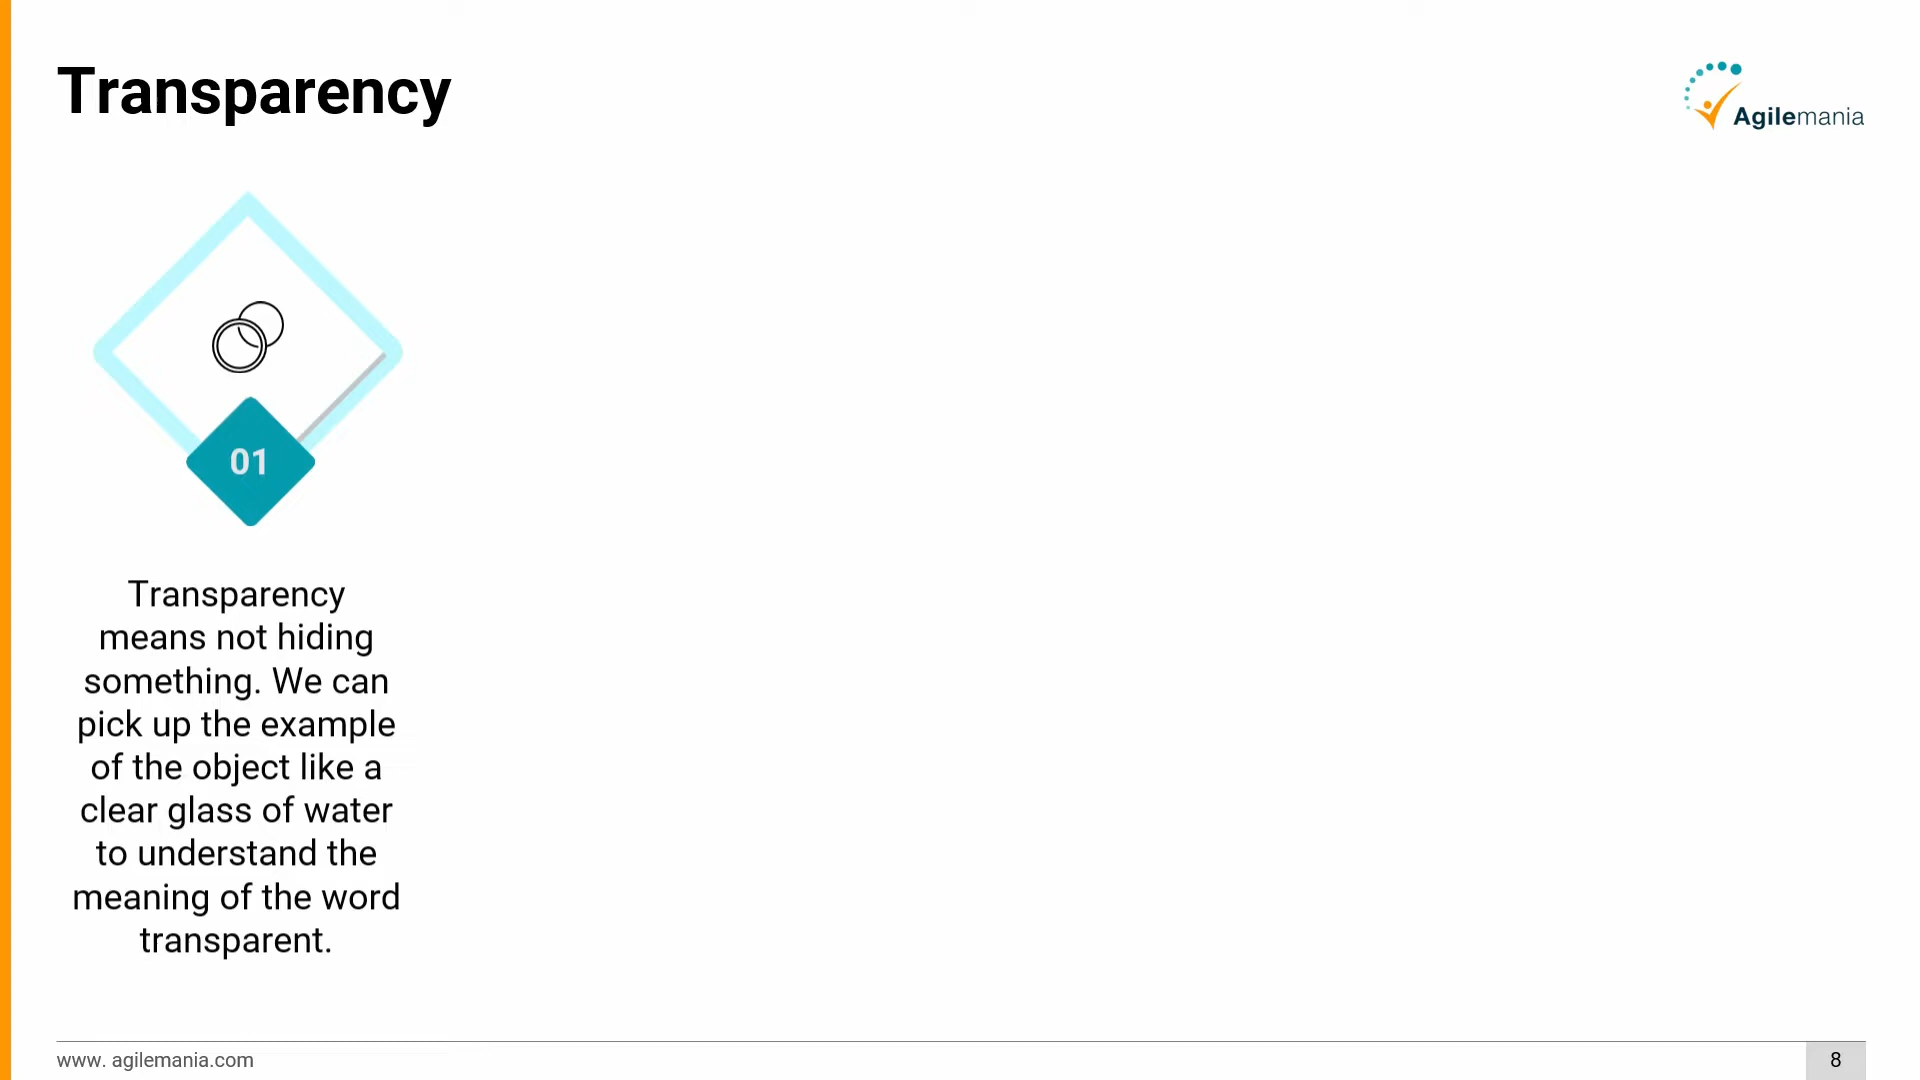 Transparency
Agilemania
01
Transparency
means not hiding
something. We can
pick up the example
of the object like a
clear glass of water
to understand the
meaning of the word
transparent.
www. agilemania.com
8